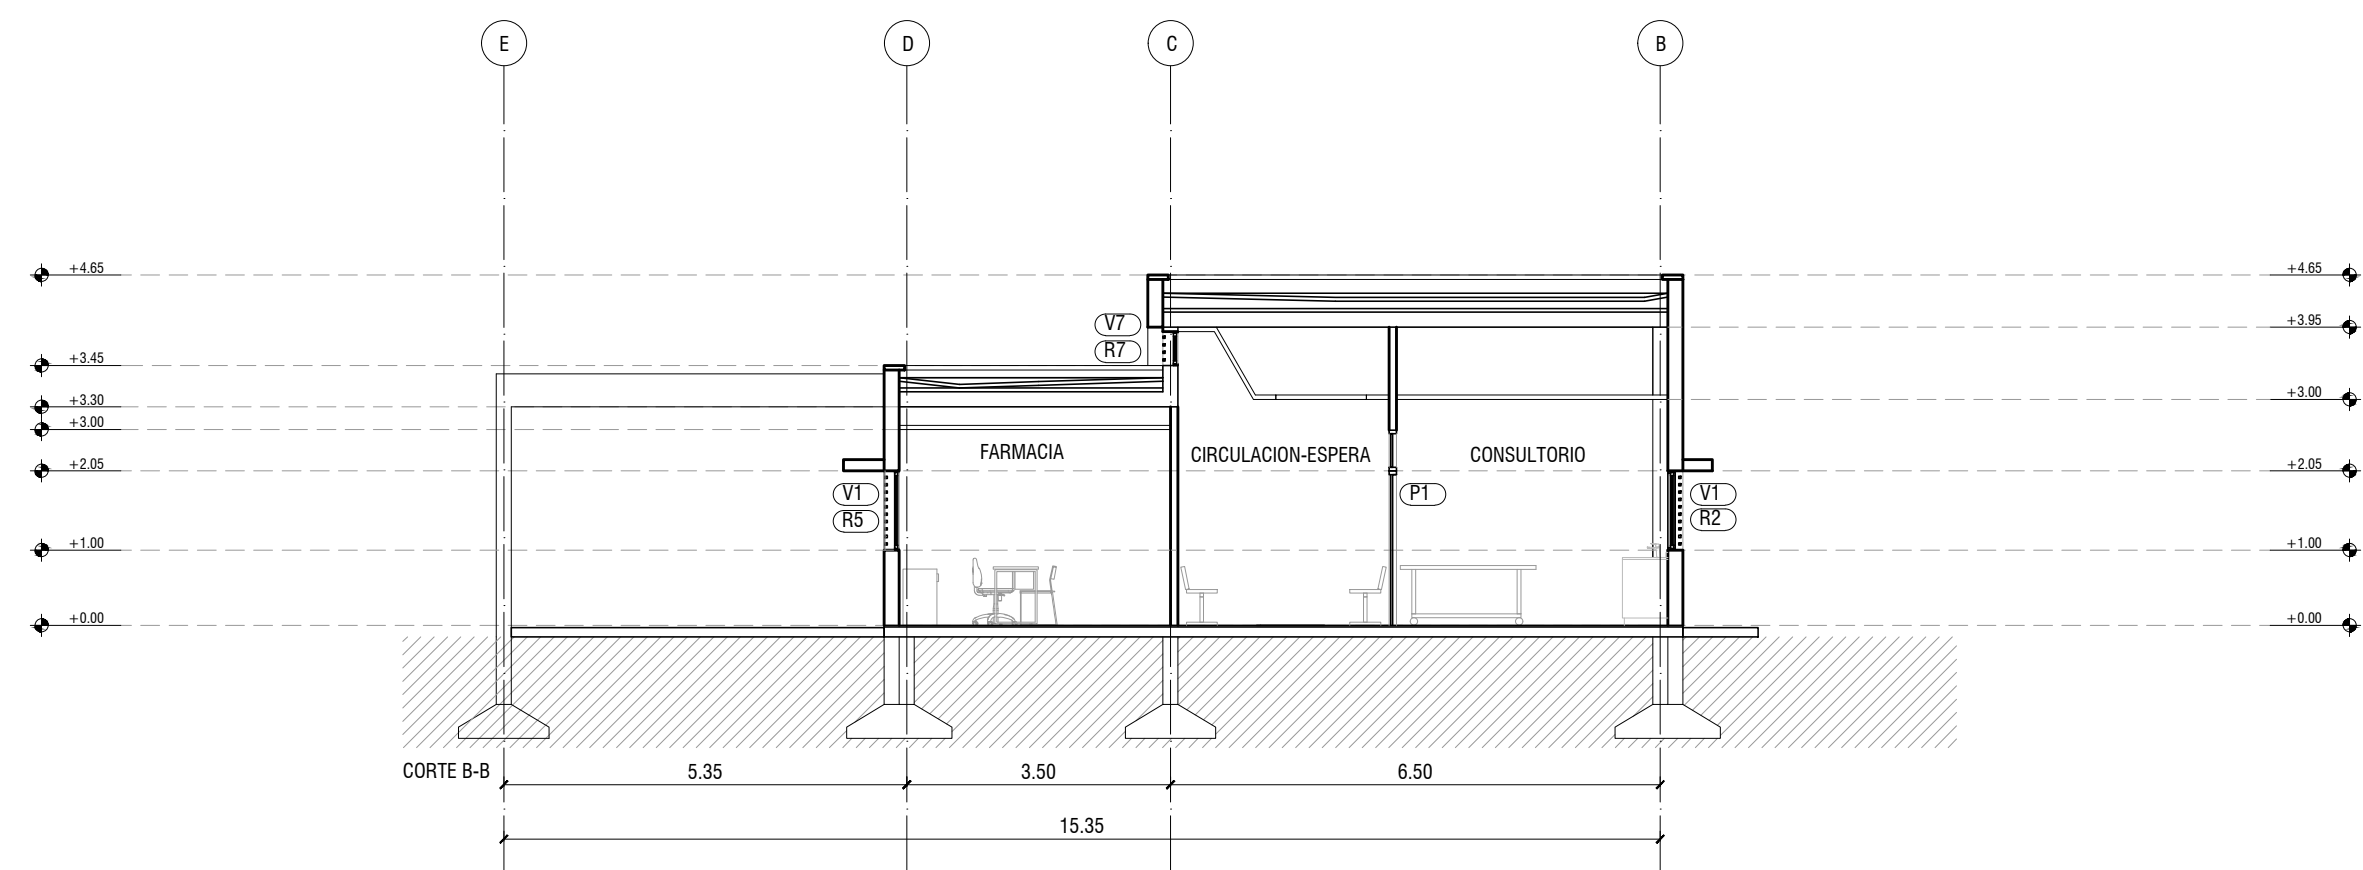 E D C B
+4.65 +4.65
V7
+3.95
R7
+3.45
+3.30
+3.00
+3.00
FARMACIA CIRCULACION-ESPERA CONSULTORIO
+2.05 +2.05
V1 P1 V1
R5 R2
+1.00 +1.00
+0.00 +0.00
CORTE B-B 5.35 3.50 6.50
15.35